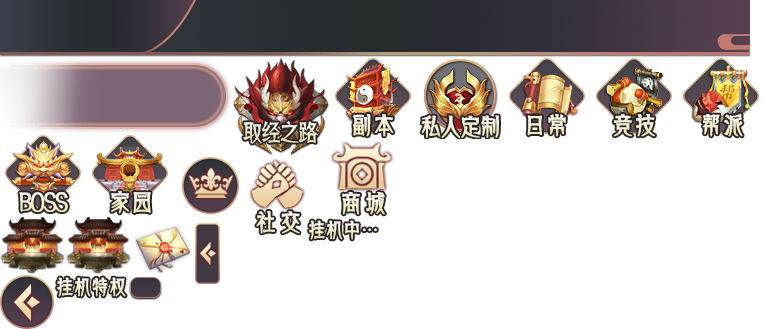 取经之路
副本
私人定制
日常
竞技
帮派
BOSS
家园
社交
商城
挂机中…
挂机特权